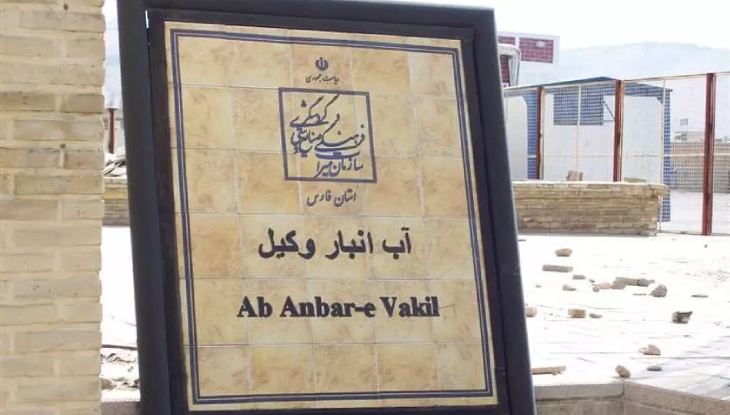 ریاست جمهوری
سازمان میراث
فرهنگی صنایع دستی
و گردشگری
استان فارس
آب انبار وکیل
Ab Anbar-e Vakil